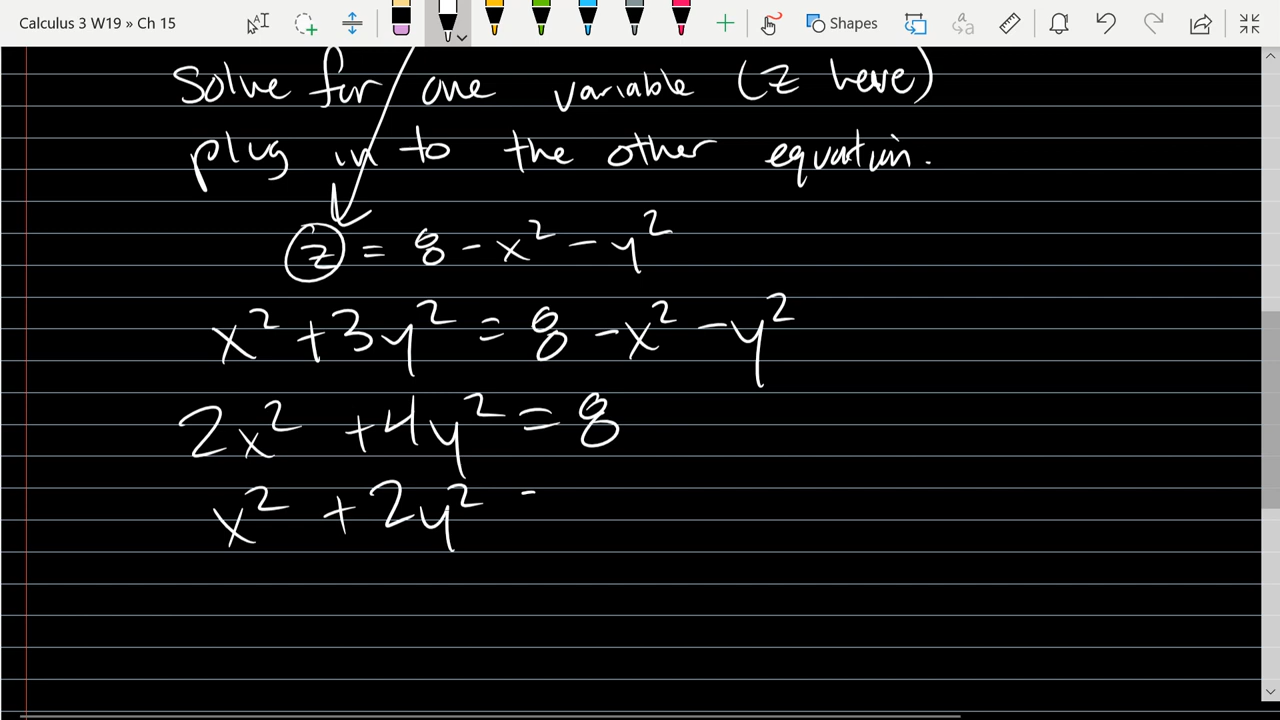 Calculus 3 W19 » Ch 15
Shapes
Solve for one variable (z here)
plug in to the other equation.
z = 8 - x² - y²
x² + 3y² = 8 - x² - y²
2x² + 4y² = 8
x² + 2y² -